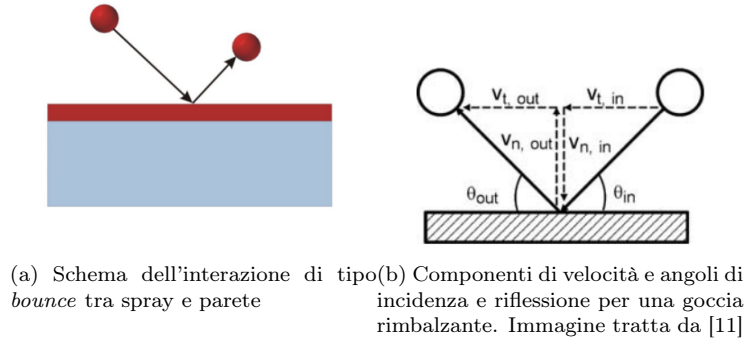 v_t, out
v_t, in
v_n, out
v_n, in
θ_out
θ_in
(a) Schema dell'interazione di tipo
bounce tra spray e parete
(b) Componenti di velocità e angoli di
incidenza e riflessione per una goccia
rimbalzante. Immagine tratta da [11]